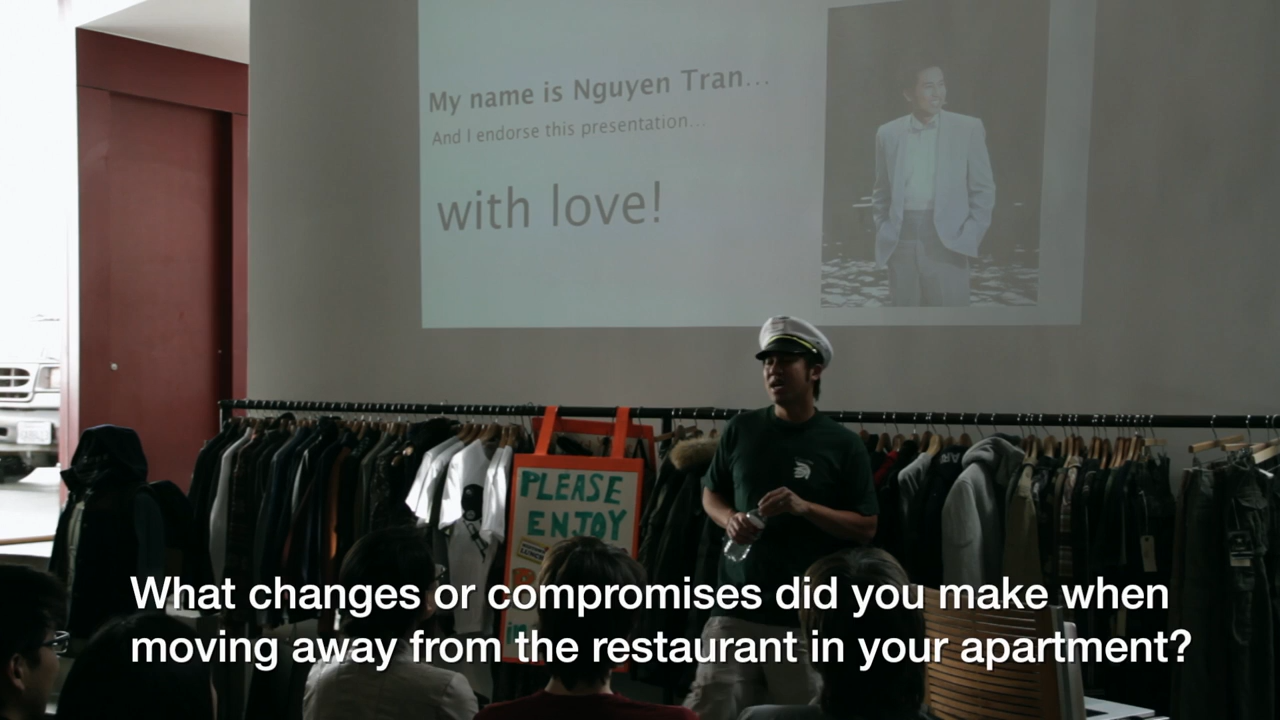 My name is Nguyen Tran...
And I endorse this presentation...
with love!
PLEASE
ENJOY
What changes or compromises did you make when
moving away from the restaurant in your apartment?